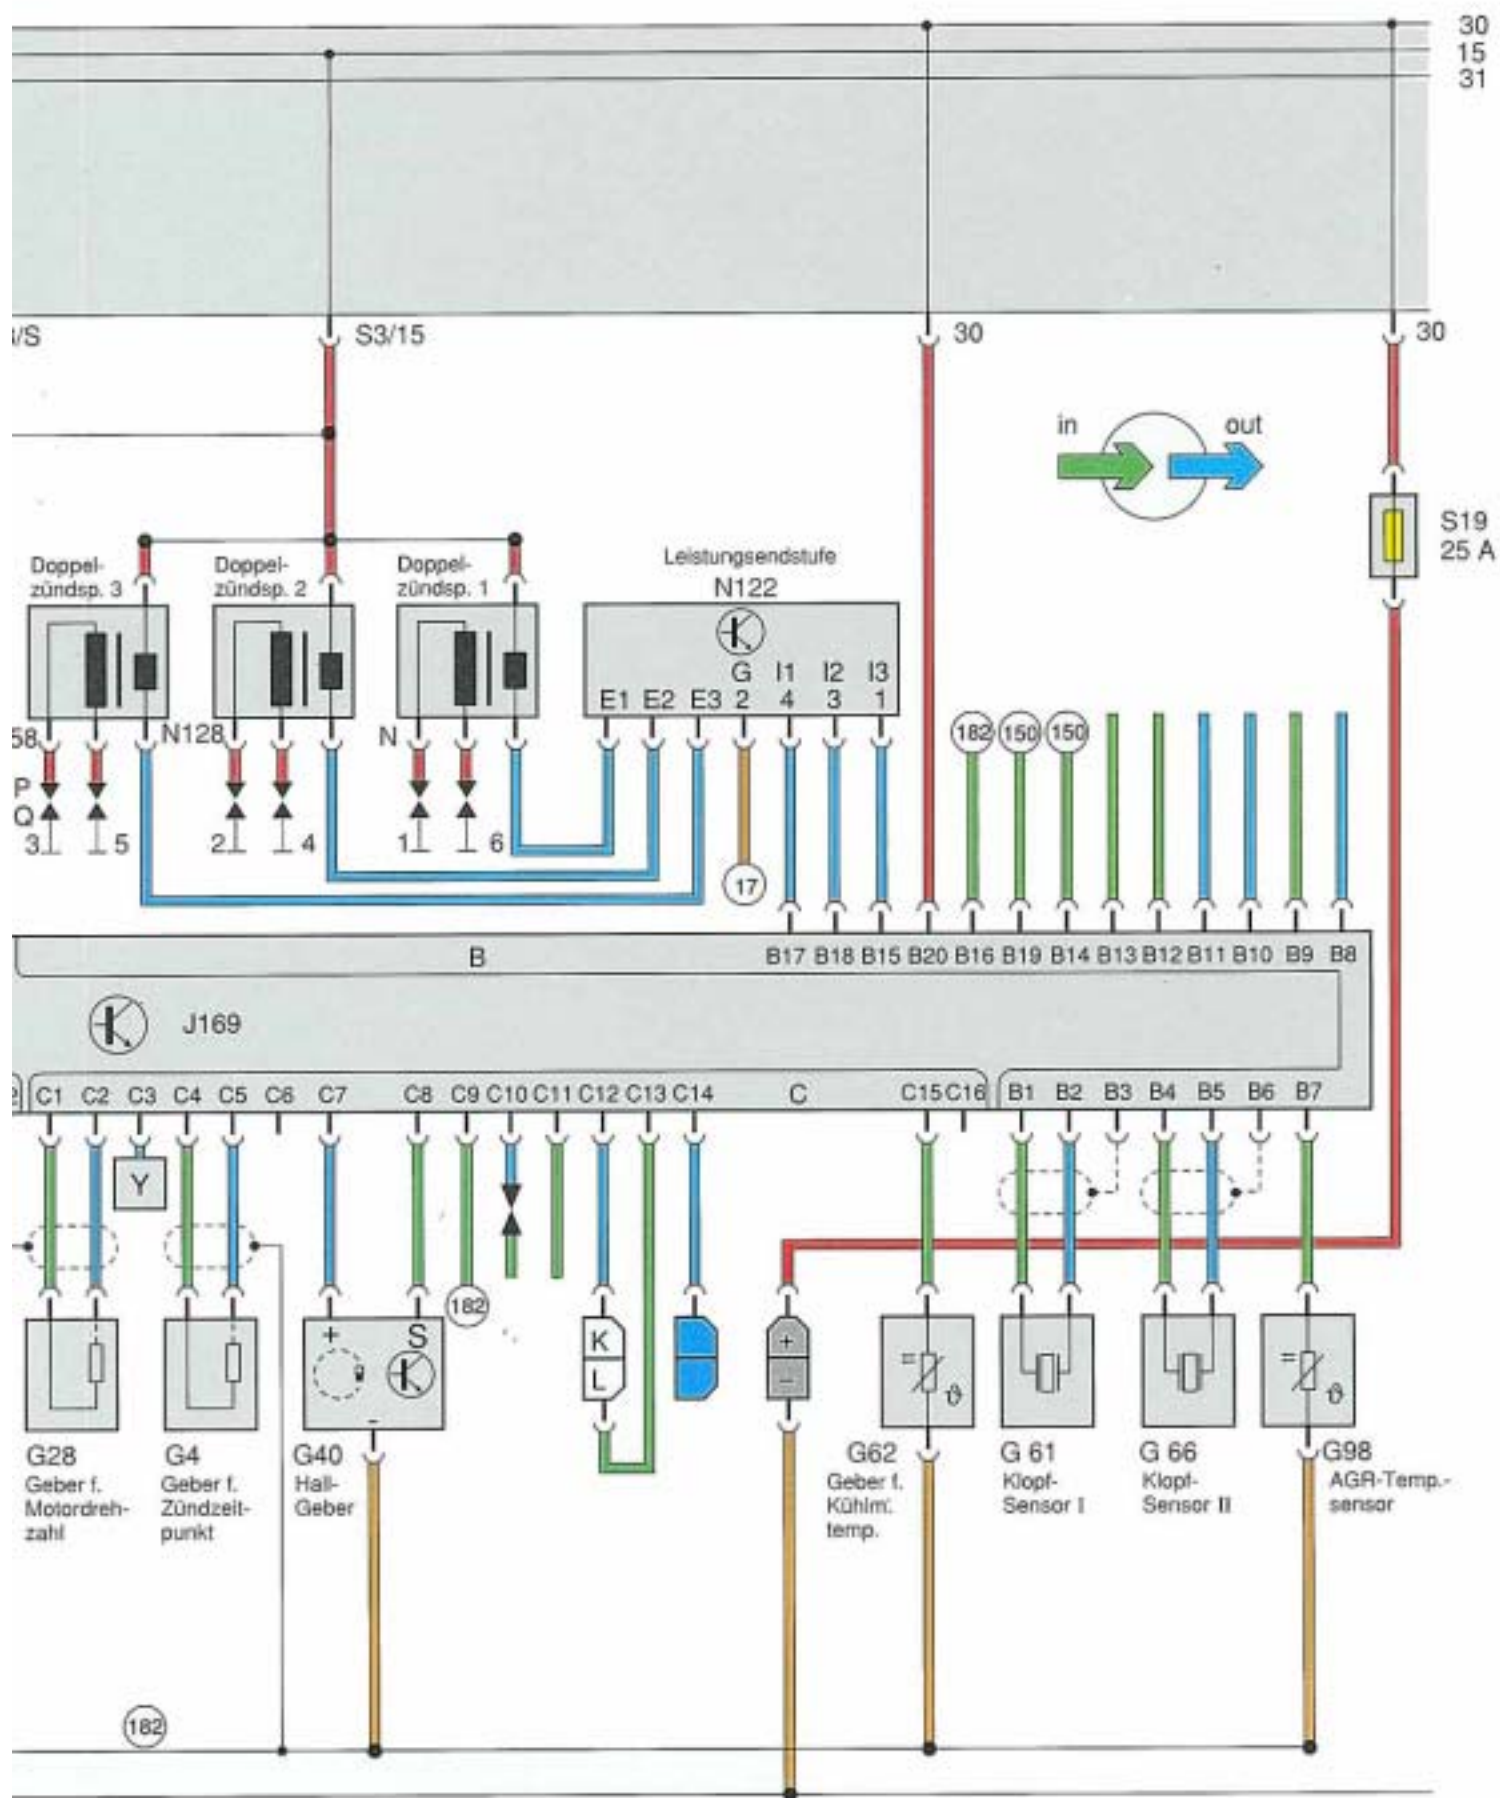 30
15
31
S3/15
30
30
in
out
S19
25 A
Doppel-
zündsp. 3
Doppel-
zündsp. 2
Doppel-
zündsp. 1
Leistungsendstufe
N122
G I1 I2 I3
E1 E2 E3 2 4 3 1
58
N128
N
182 150 150
P
Q
3 5 2 4 1 6
17
B
B17 B18 B15 B20 B16 B19 B14 B13 B12 B11 B10 B9 B8
J169
C1 C2 C3 C4 C5 C6 C7 C8 C9 C10 C11 C12 C13 C14 C C15 C16 B1 B2 B3 B4 B5 B6 B7
Y
182
+ S
-
K
L
+
-
= ϑ
= ϑ
G28
Geber f.
Motordreh-
zahl
G4
Geber f.
Zündzeit-
punkt
G40
Hall-
Geber
G62
Geber f.
Kühlm.
temp.
G 61
Klopf-
Sensor I
G 66
Klopf-
Sensor II
G98
AGR-Temp.-
sensor
182